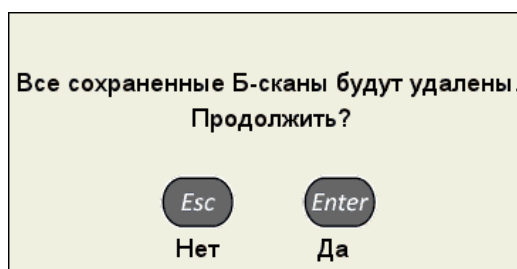 Все сохраненные Б-сканы будут удалены.
Продолжить?
Esc Enter
Нет Да